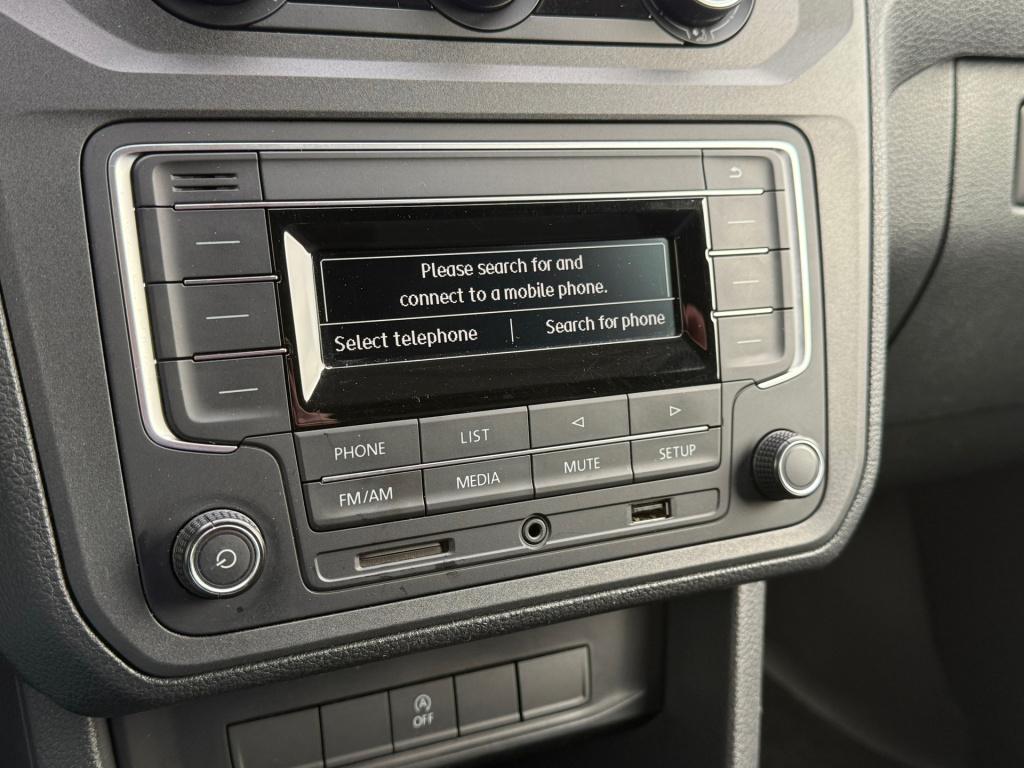 Please search for and
connect to a mobile phone.
Select telephone | Search for phone
PHONE LIST
FM/AM MEDIA MUTE SETUP
A
OFF